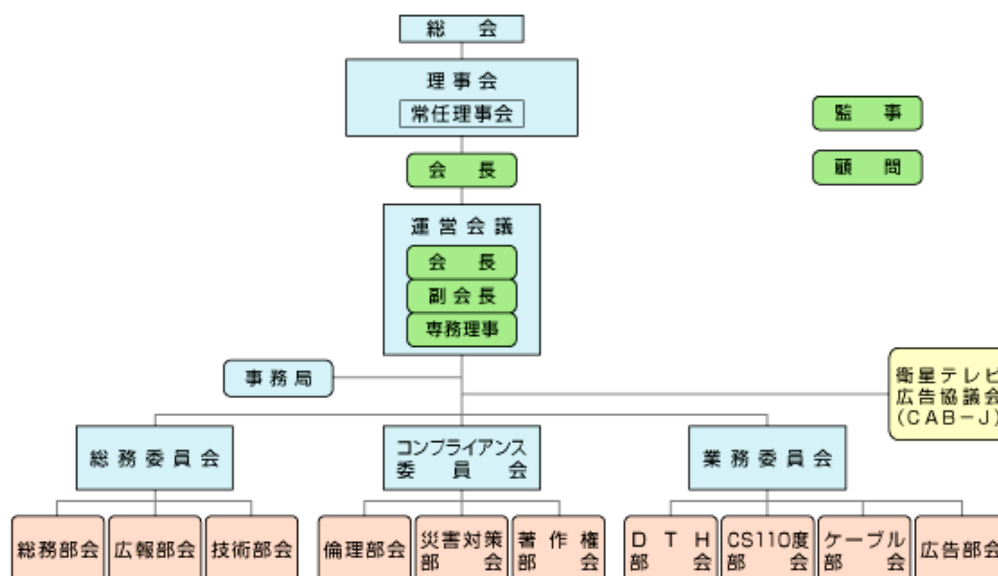 総会
理事会
常任理事会
監事
会長
顧問
運営会議
会長
副会長
専務理事
事務局
衛星テレビ
広告協議会
(CAB-J)
総務委員会
コンプライアンス
委員会
業務委員会
総務部会
広報部会
技術部会
倫理部会
災害対策
部会
著作権
部会
DTH
部会
CS110度
部会
ケーブル
部会
広告部会